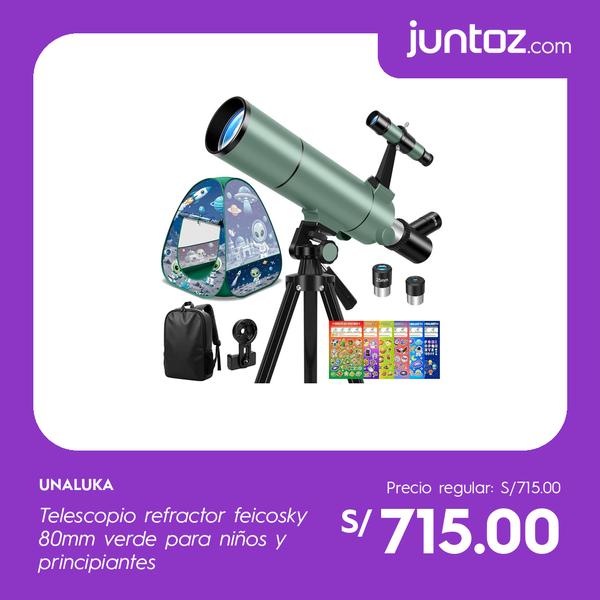 juntoz.com
UNALUKA
Telescopio refractor feicosky
80mm verde para niños y
principiantes
Precio regular: S/715.00
S/715.00